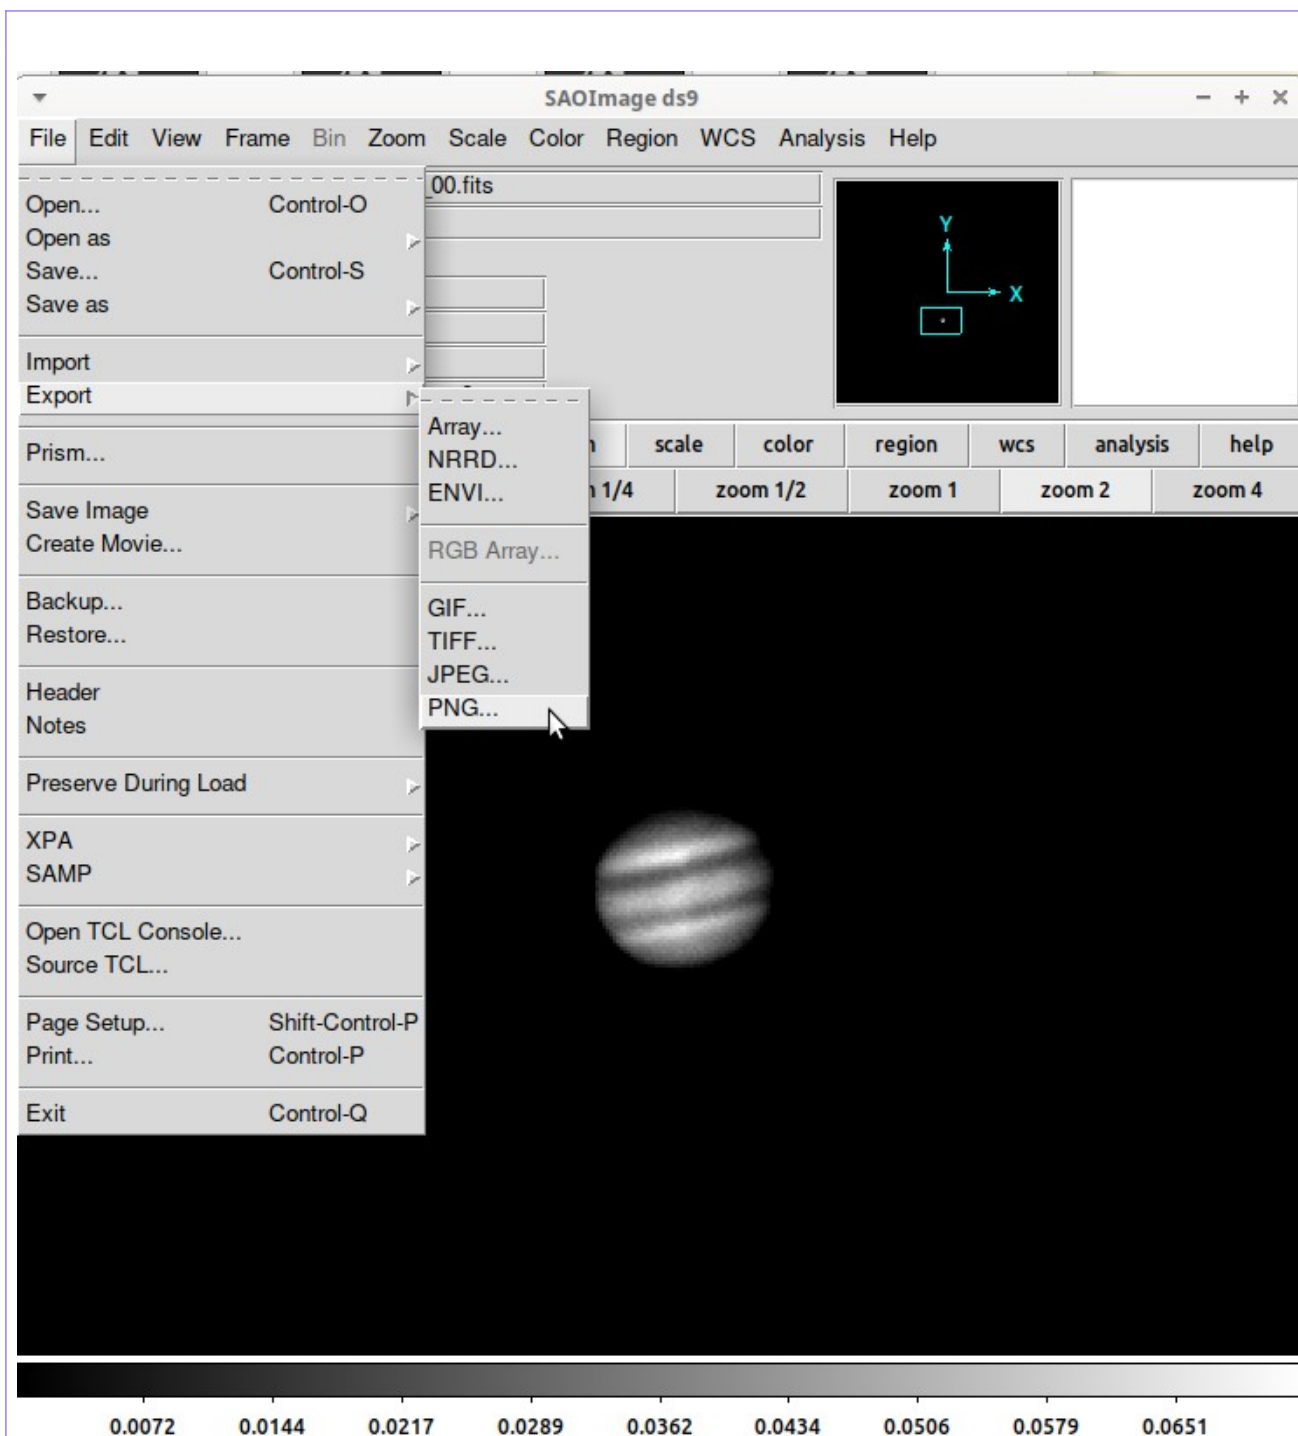 SAOImage ds9
File Edit View Frame Bin Zoom Scale Color Region WCS Analysis Help
_00.fits
Open... Control-O
Open as
Save... Control-S
Save as
Import
Export
Prism...
Save Image
Create Movie...
Backup...
Restore...
Header
Notes
Preserve During Load
XPA
SAMP
Open TCL Console...
Source TCL...
Page Setup... Shift-Control-P
Print... Control-P
Exit Control-Q
Array...
NRRD...
ENVI...
RGB Array...
GIF...
TIFF...
JPEG...
PNG...
Y
X
scale color region wcs analysis help
1/4 zoom 1/2 zoom 1 zoom 2 zoom 4
0.0072 0.0144 0.0217 0.0289 0.0362 0.0434 0.0506 0.0579 0.0651